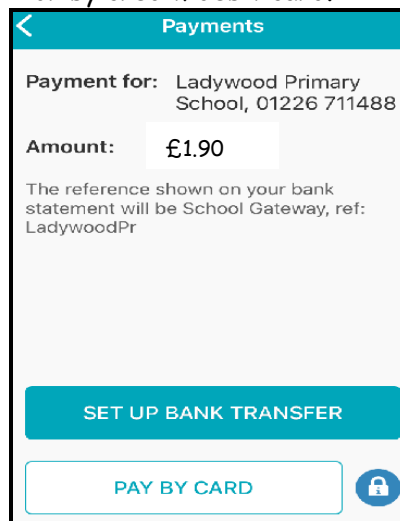 Payments
Payment for: Ladywood Primary
School, 01226 711488
Amount: £1.90
The reference shown on your bank
statement will be School Gateway, ref:
LadywoodPr
SET UP BANK TRANSFER
PAY BY CARD